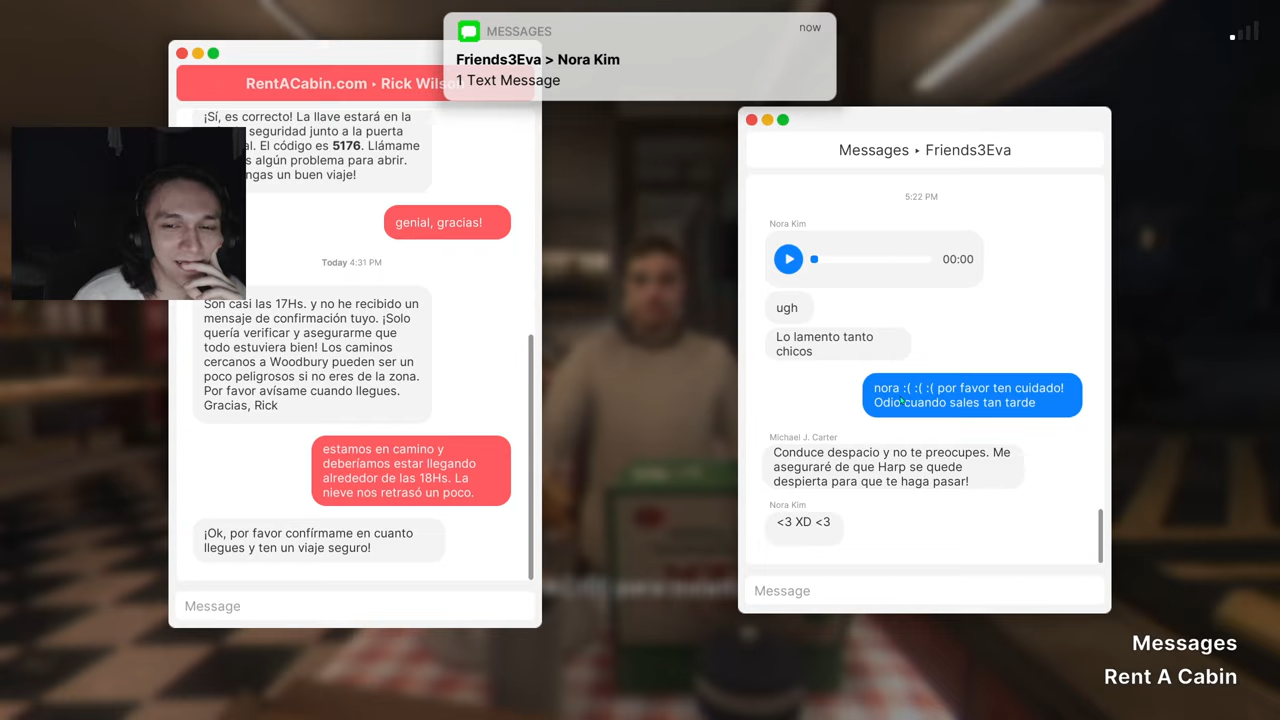 MESSAGES
now
Friends3Eva > Nora Kim
1 Text Message
RentACabin.com ‣ Rick Wilson
¡Sí, es correcto! La llave estará en la
seguridad junto a la puerta
El código es 5176. Llámame
algún problema para abrir.
un buen viaje!
genial, gracias!
Today 4:31 PM
Son casi las 17Hs. y no he recibido un
mensaje de confirmación tuyo. ¡Solo
quería verificar y asegurarme que
todo estuviera bien! Los caminos
cercanos a Woodbury pueden ser un
poco peligrosos si no eres de la zona.
Por favor avísame cuando llegues.
Gracias, Rick
estamos en camino y
deberíamos estar llegando
alrededor de las 18Hs. La
nieve nos retrasó un poco.
¡Ok, por favor confírmame en cuanto
llegues y ten un viaje seguro!
Message
Messages ‣ Friends3Eva
5:22 PM
Nora Kim
00:00
ugh
Lo lamento tanto
chicos
nora :( :( :( por favor ten cuidado!
Odio cuando sales tan tarde
Michael J. Carter
Conduce despacio y no te preocupes. Me
aseguraré de que Harp se quede
despierta para que te haga pasar!
Nora Kim
<3 XD <3
Message
Messages
Rent A Cabin